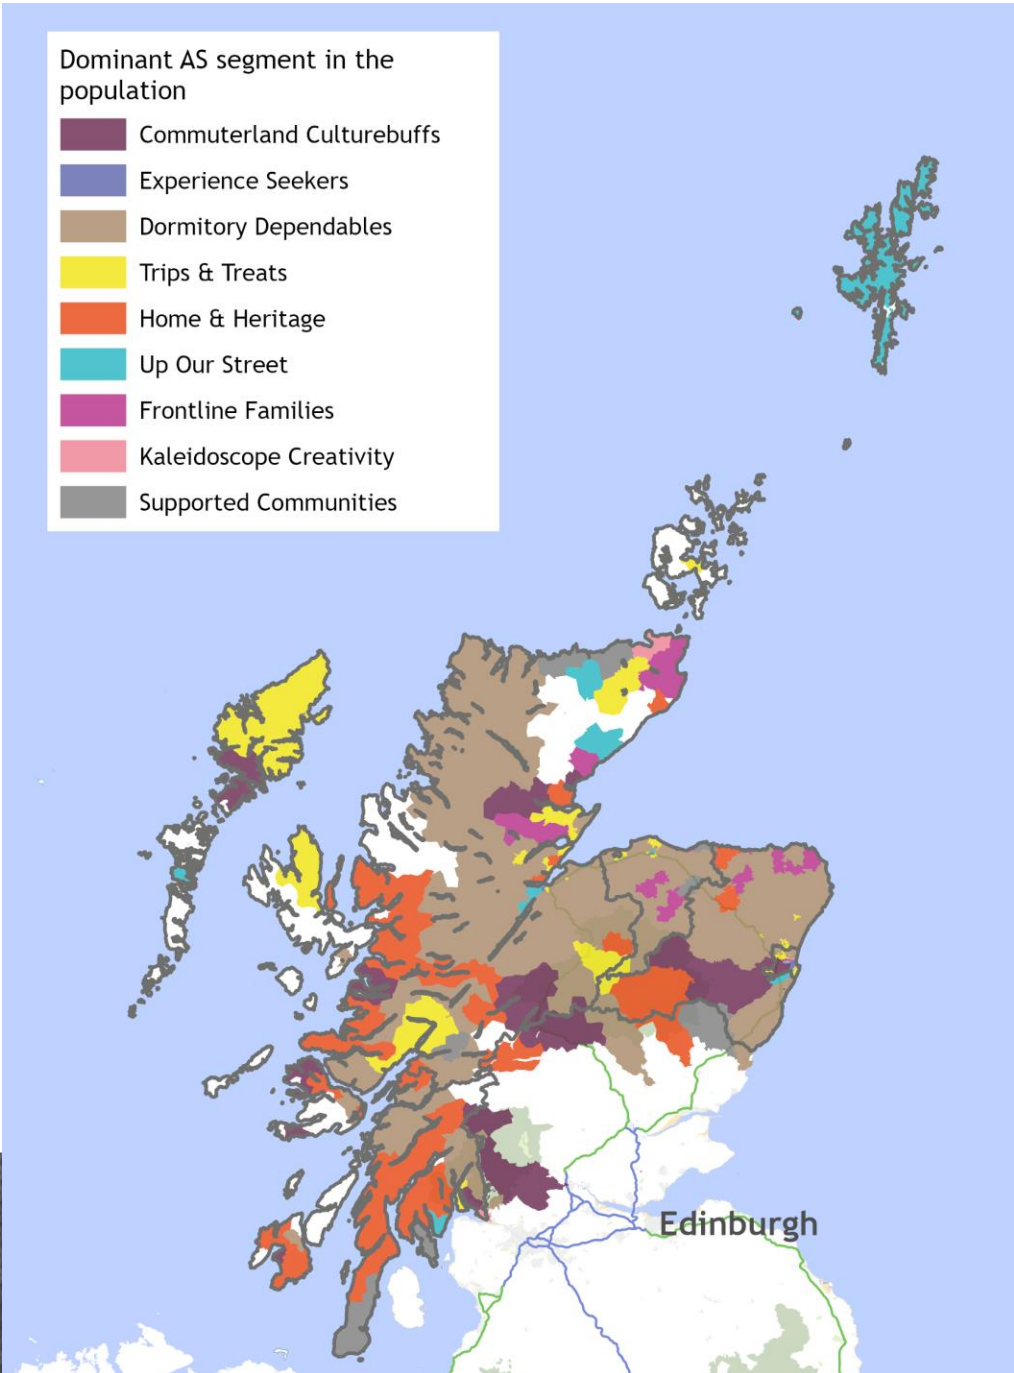 Dominant AS segment in the
population
Commuterland Culturebuffs
Experience Seekers
Dormitory Dependables
Trips & Treats
Home & Heritage
Up Our Street
Frontline Families
Kaleidoscope Creativity
Supported Communities
Edinburgh